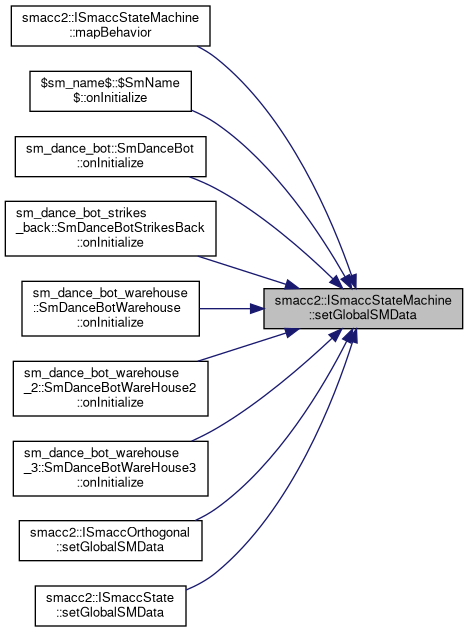 smacc2::ISmaccStateMachine
::mapBehavior
$sm_name$::$SmName
$::onInitialize
sm_dance_bot::SmDanceBot
::onInitialize
sm_dance_bot_strikes
_back::SmDanceBotStrikesBack
::onInitialize
sm_dance_bot_warehouse
::SmDanceBotWarehouse
::onInitialize
smacc2::ISmaccStateMachine
::setGlobalSMData
sm_dance_bot_warehouse
_2::SmDanceBotWareHouse2
::onInitialize
sm_dance_bot_warehouse
_3::SmDanceBotWareHouse3
::onInitialize
smacc2::ISmaccOrthogonal
::setGlobalSMData
smacc2::ISmaccState
::setGlobalSMData